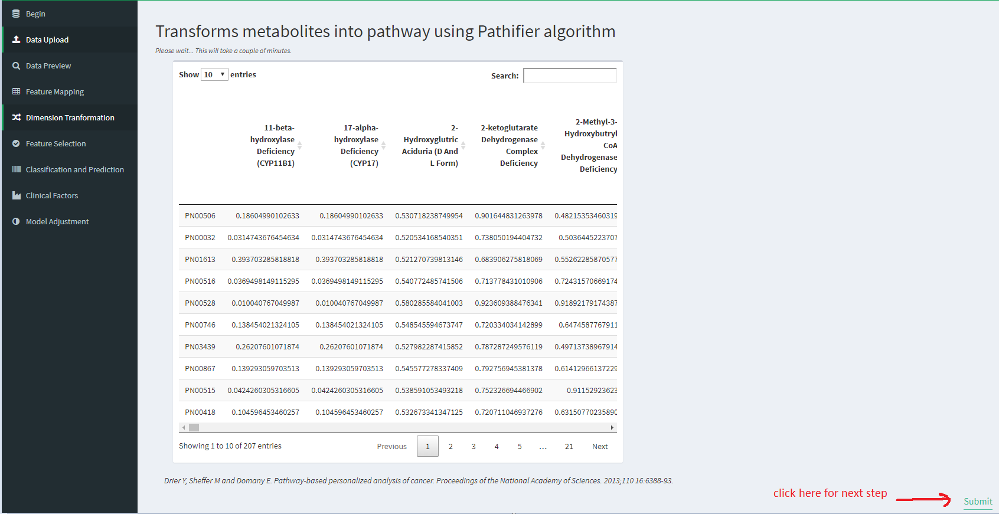 Begin
Data Upload
Data Preview
Feature Mapping
Dimension Tranformation
Feature Selection
Classification and Prediction
Clinical Factors
Model Adjustment
Transforms metabolites into pathway using Pathifier algorithm
Please wait... This will take a couple of minutes.
Show 10 entries
Search:
11-beta-
hydroxylase
Deficiency
(CYP11B1)
17-alpha-
hydroxylase
Deficiency
(CYP17)
2-
Hydroxyglutric
Aciduria (D And
L Form)
2-ketoglutarate
Dehydrogenase
Complex
Deficiency
2-Methyl-3-
Hydroxybutryl
CoA
Dehydrogenase
Deficiency
PN00506 0.18604990102633 0.18604990102633 0.530718238749954 0.901644831263978 0.48215353460319
PN00032 0.0314743676454634 0.0314743676454634 0.520534168540351 0.738050194404732 0.5036445223707
PN01613 0.393703285818818 0.393703285818818 0.521270739813146 0.683906275818069 0.55262285870577
PN00516 0.0369498149115295 0.0369498149115295 0.540772485741506 0.713778431010906 0.72431570669174
PN00528 0.010040767049987 0.010040767049987 0.580285584041003 0.923609388476341 0.91892179174387
PN00746 0.138454021324105 0.138454021324105 0.548545594673747 0.720334034142899 0.6474587767911
PN03439 0.26207601071874 0.26207601071874 0.527982287415852 0.787287249576119 0.49713738967914
PN00867 0.139293059703513 0.139293059703513 0.545577278337409 0.792756945381378 0.61412966137229
PN00515 0.0424260305316605 0.0424260305316605 0.538591053493218 0.752326694466902 0.91152923623
PN00418 0.104596453460257 0.104596453460257 0.532673341347125 0.720711046937276 0.63150770235890
Showing 1 to 10 of 207 entries
Previous 1 2 3 4 5 ... 21 Next
Drier Y, Sheffer M and Domany E. Pathway-based personalized analysis of cancer. Proceedings of the National Academy of Sciences. 2013;110 16:6388-93.
click here for next step
Submit